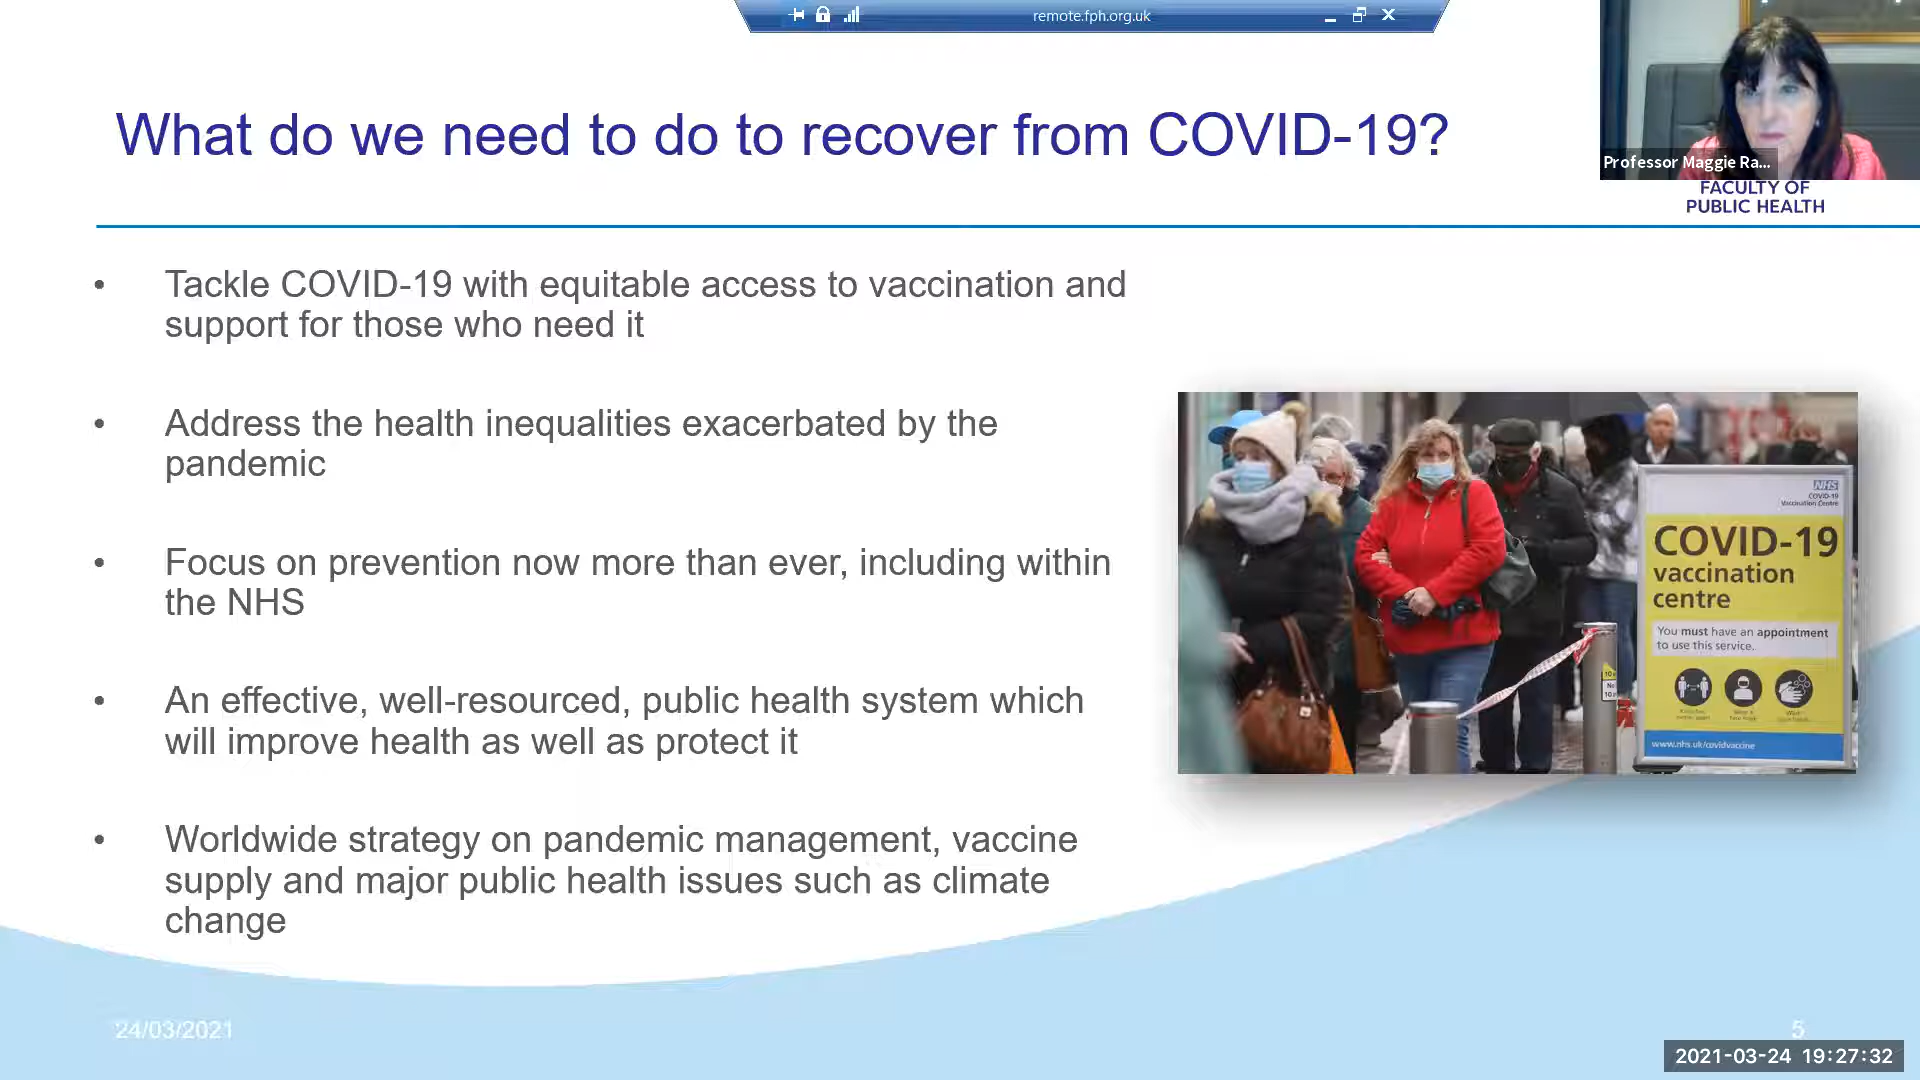 remote.fph.org.uk
What do we need to do to recover from COVID-19?
Professor Maggie Ra...
FACULTY OF
PUBLIC HEALTH
• Tackle COVID-19 with equitable access to vaccination and
support for those who need it
• Address the health inequalities exacerbated by the
pandemic
• Focus on prevention now more than ever, including within
the NHS
• An effective, well-resourced, public health system which
will improve health as well as protect it
• Worldwide strategy on pandemic management, vaccine
supply and major public health issues such as climate
change
NHS
COVID-19
Vaccination Centre
COVID-19
vaccination
centre
You must have an appointment
to use this service.
www.nhs.uk/covidvaccine
24/03/2021
5
2021-03-24 19:27:32